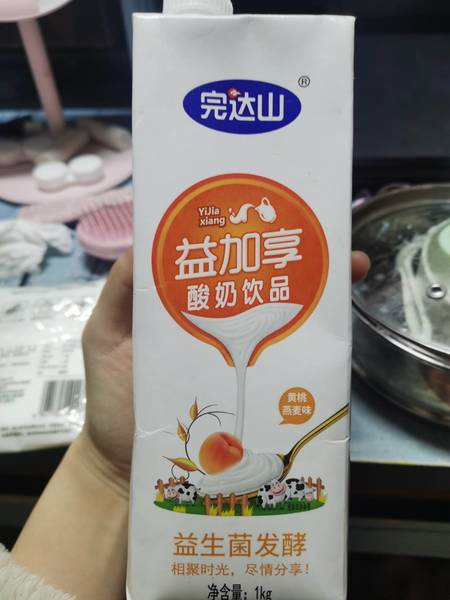 完达山
®
YiJia
xiang
益加享
酸奶饮品
黄桃
燕麦味
益生菌发酵
相聚时光，尽情分享！
净含量：1kg